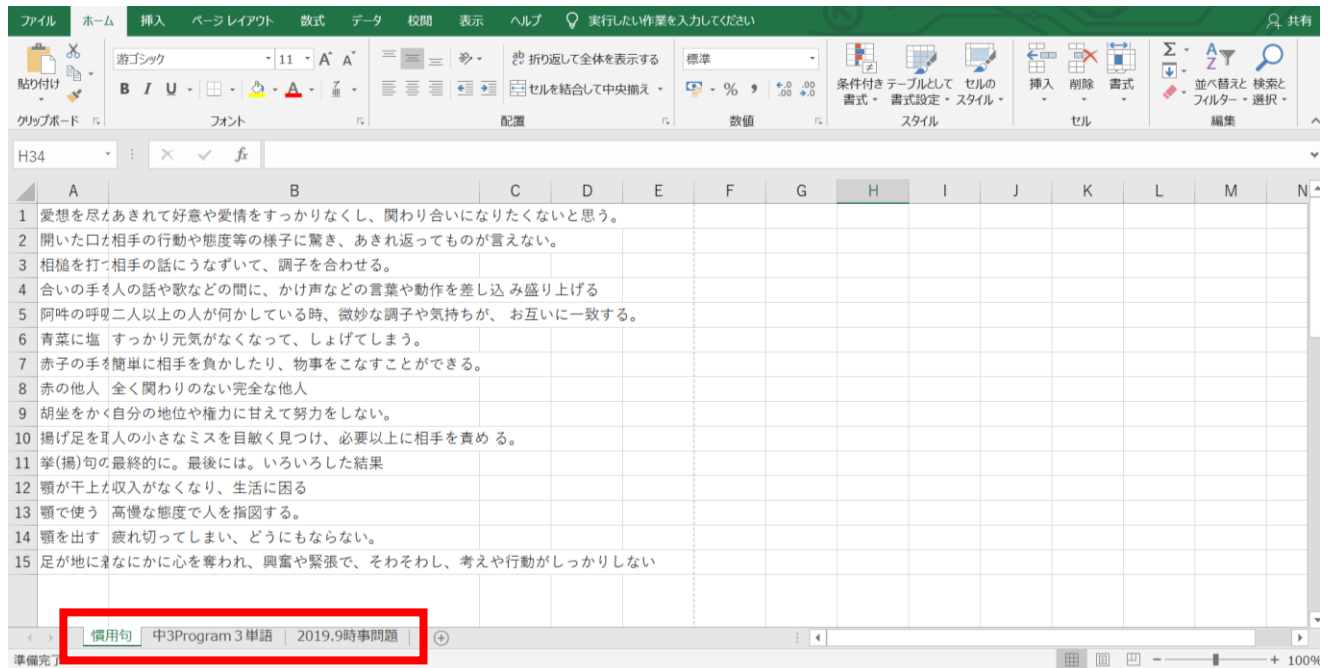 ファイル ホーム 挿入 ページ レイアウト 数式 データ 校閲 表示 ヘルプ 実行したい作業を入力してください 共有
游ゴシック 11 A A ab 折り返して全体を表示する 標準
貼り付け B I U A セルを結合して中央揃え % 条件付き書式 テーブルとして書式設定 セルのスタイル 挿入 削除 書式 並べ替えとフィルター 検索と選択
クリップボード フォント 配置 数値 スタイル セル 編集
H34 fx
A B C D E F G H I J K L M N
1 愛想を尽か あきれて好意や愛情をすっかりなくし、関わり合いになりたくないと思う。
2 開いた口が 相手の行動や態度等の様子に驚き、あきれ返ってものが言えない。
3 相槌を打つ 相手の話にうなずいて、調子を合わせる。
4 合いの手を 人の話や歌などの間に、かけ声などの言葉や動作を差し込 み盛り上げる
5 阿吽の呼吸 二人以上の人が何かしている時、微妙な調子や気持ちが、 お互いに一致する。
6 青菜に塩 すっかり元気がなくなって、しょげてしまう。
7 赤子の手を 簡単に相手を負かしたり、物事をこなすことができる。
8 赤の他人 全く関わりのない完全な他人
9 胡坐をかく 自分の地位や権力に甘えて努力をしない。
10 揚げ足を取 人の小さなミスを目敏く見つけ、必要以上に相手を責め る。
11 挙(揚)句の 最終的に。最後には。いろいろした結果
12 顎が干上が 収入がなくなり、生活に困る
13 顎で使う 高慢な態度で人を指図する。
14 顎を出す 疲れ切ってしまい、どうにもならない。
15 足が地に着 なにかに心を奪われ、興奮や緊張で、そわそわし、考えや行動がしっかりしない
慣用句 中3Program 3 単語 2019.9時事問題
準備完了 100%